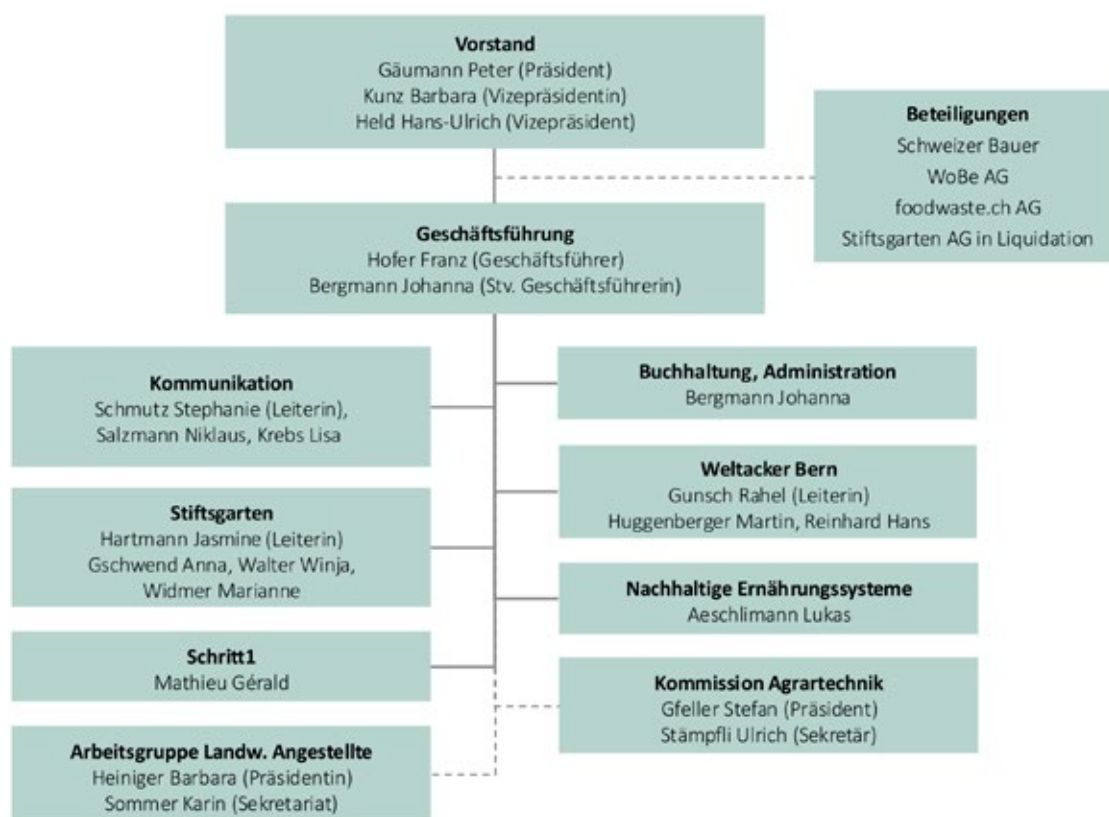 Vorstand
Gäumann Peter (Präsident)
Kunz Barbara (Vizepräsidentin)
Held Hans-Ulrich (Vizepräsident)
Beteiligungen
Schweizer Bauer
WoBe AG
foodwaste.ch AG
Stiftsgarten AG in Liquidation
Geschäftsführung
Hofer Franz (Geschäftsführer)
Bergmann Johanna (Stv. Geschäftsführerin)
Kommunikation
Schmutz Stephanie (Leiterin),
Salzmann Niklaus, Krebs Lisa
Buchhaltung, Administration
Bergmann Johanna
Weltacker Bern
Gunsch Rahel (Leiterin)
Huggenberger Martin, Reinhard Hans
Stiftsgarten
Hartmann Jasmine (Leiterin)
Gschwend Anna, Walter Winja,
Widmer Marianne
Nachhaltige Ernährungssysteme
Aeschlimann Lukas
Schritt1
Mathieu Gérald
Kommission Agrartechnik
Gfeller Stefan (Präsident)
Stämpfli Ulrich (Sekretär)
Arbeitsgruppe Landw. Angestellte
Heiniger Barbara (Präsidentin)
Sommer Karin (Sekretariat)